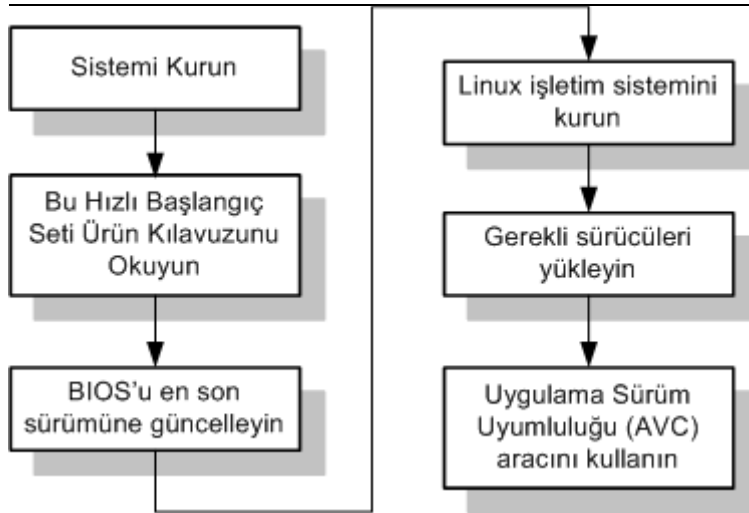 Sistemi Kurun
Bu Hızlı Başlangıç
Seti Ürün Kılavuzunu
Okuyun
BIOS'u en son
sürümüne güncelleyin
Linux işletim sistemini
kurun
Gerekli sürücüleri
yükleyin
Uygulama Sürüm
Uyumluluğu (AVC)
aracını kullanın